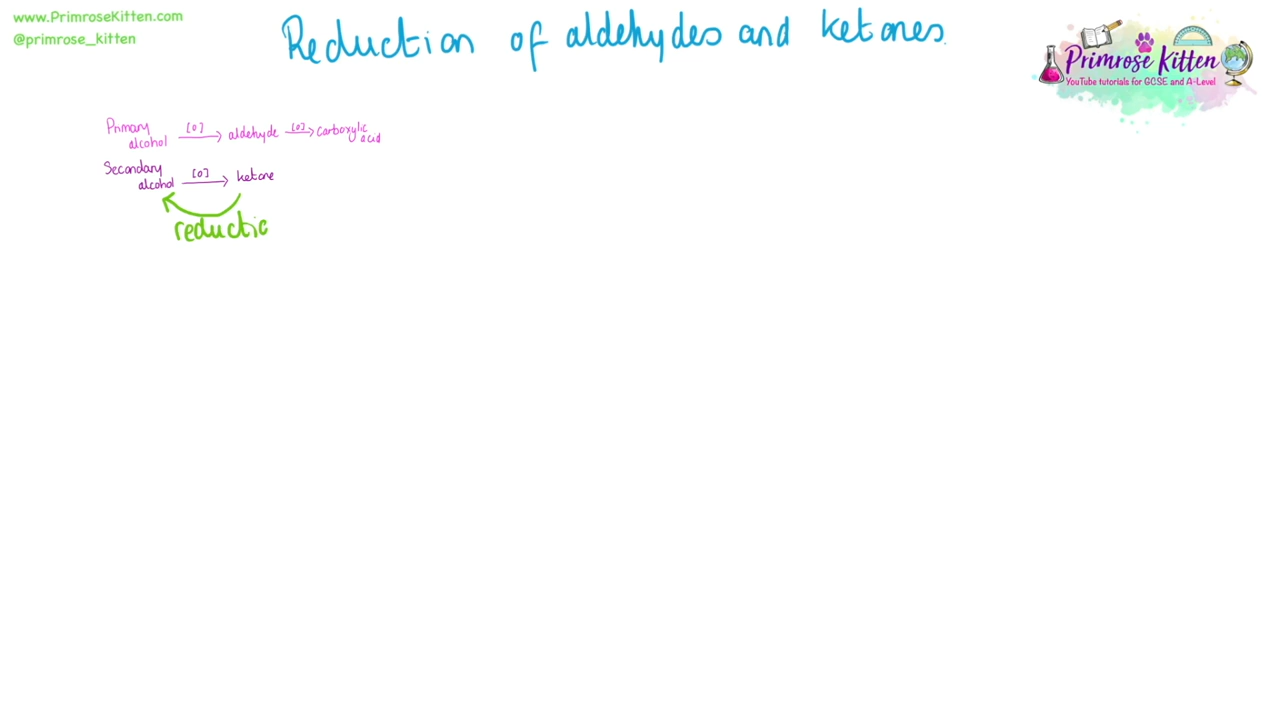 www.PrimroseKitten.com
@primrose_kitten
Reduction of aldehydes and ketones.
Primrose Kitten
YouTube tutorials for GCSE and A-Level
Primary alcohol [O] aldehyde [O] carboxylic acid
Secondary alcohol [O] ketone
reductio